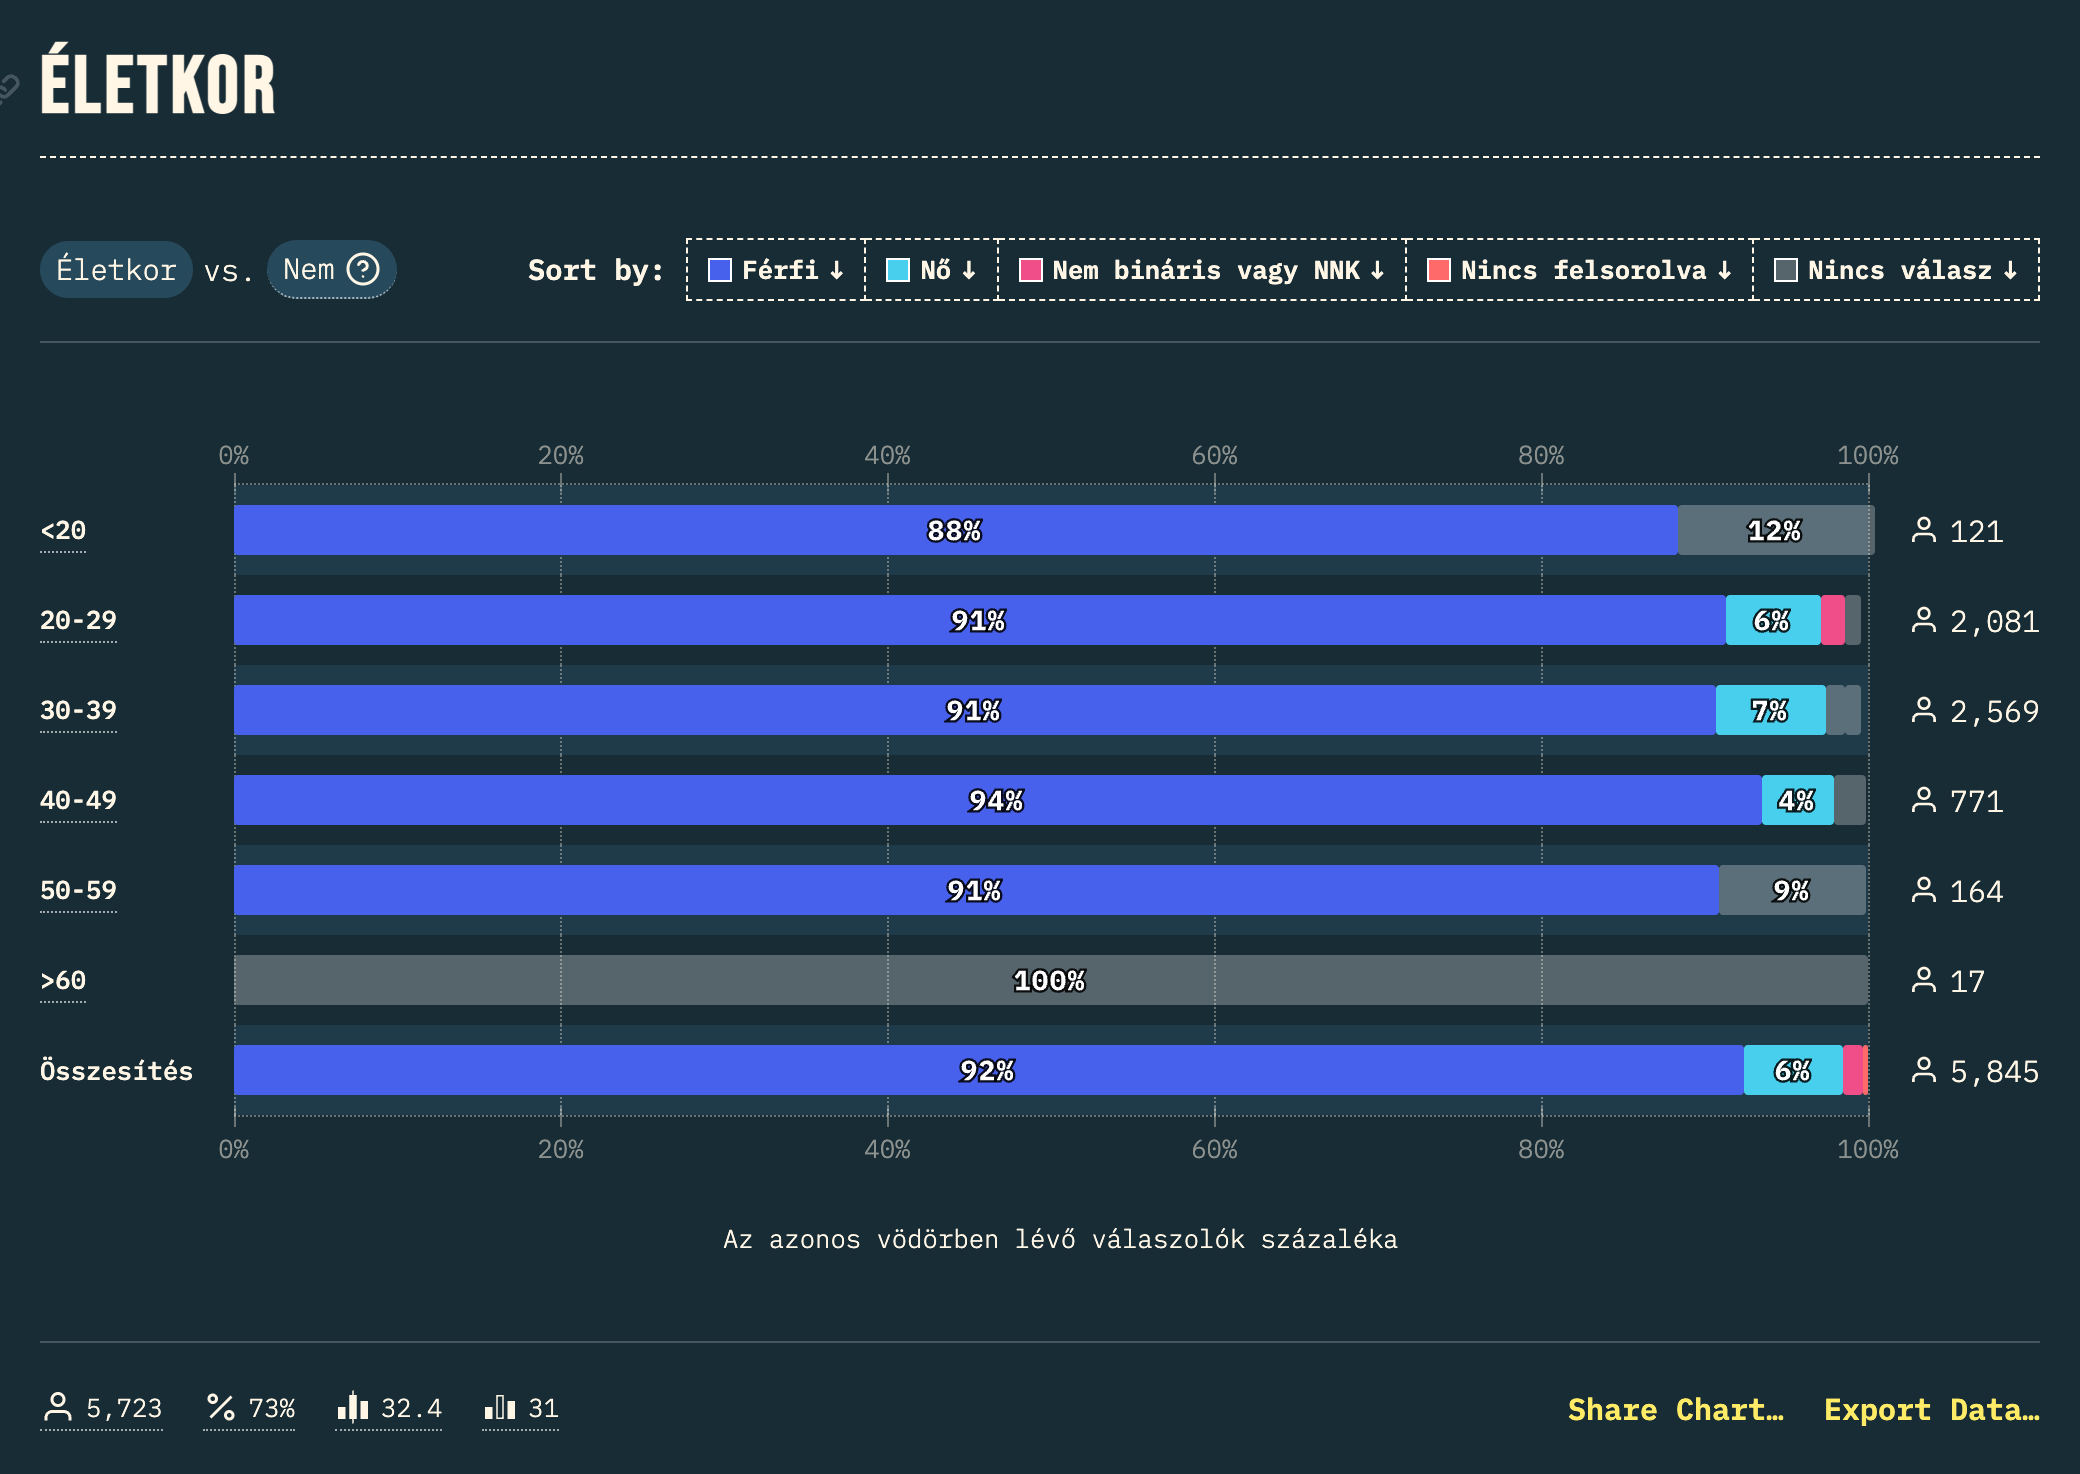 ÉLETKOR
Életkor vs. Nem ?
Sort by: Férfi ↓ Nő ↓ Nem bináris vagy NNK ↓ Nincs felsorolva ↓ Nincs válasz ↓
0% 20% 40% 60% 80% 100%
<20 88% 12% 121
20-29 91% 6% 2,081
30-39 91% 7% 2,569
40-49 94% 4% 771
50-59 91% 9% 164
>60 100% 17
Összesítés 92% 6% 5,845
0% 20% 40% 60% 80% 100%
Az azonos vödörben lévő válaszolók százaléka
5,723 % 73% 32.4 31 Share Chart… Export Data…